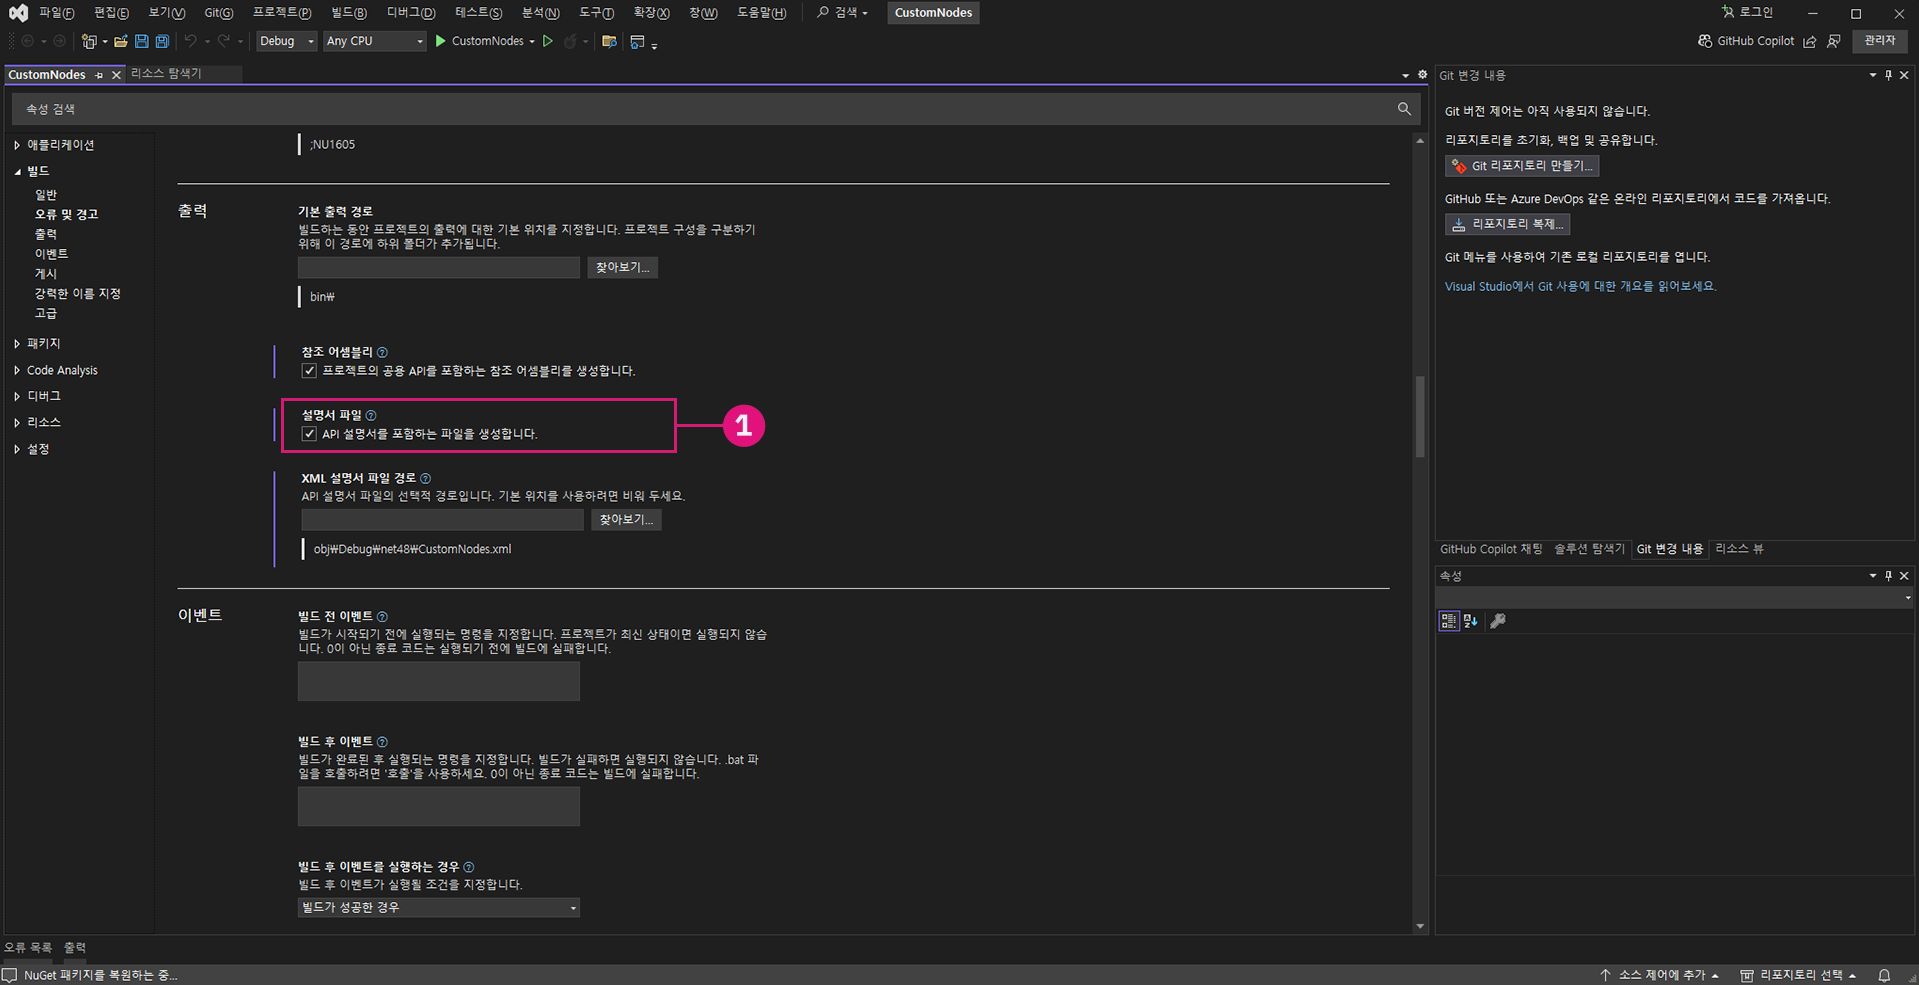 파일(F) 편집(E) 보기(V) Git(G) 프로젝트(P) 빌드(B) 디버그(D) 테스트(S) 분석(N) 도구(T) 확장(X) 창(W) 도움말(H) 검색 CustomNodes 로그인
Debug Any CPU CustomNodes GitHub Copilot 관리자
CustomNodes 리소스 탐색기
속성 검색
애플리케이션
빌드
일반
오류 및 경고
출력
이벤트
게시
강력한 이름 지정
고급
패키지
Code Analysis
디버그
리소스
설정
;NU1605
출력
기본 출력 경로
빌드하는 동안 프로젝트의 출력에 대한 기본 위치를 지정합니다. 프로젝트 구성을 구분하기
위해 이 경로에 하위 폴더가 추가됩니다.
찾아보기...
bin₩
참조 어셈블리
프로젝트의 공용 API를 포함하는 참조 어셈블리를 생성합니다.
설명서 파일
API 설명서를 포함하는 파일을 생성합니다.
1
XML 설명서 파일 경로
API 설명서 파일의 선택적 경로입니다. 기본 위치를 사용하려면 비워 두세요.
찾아보기...
obj₩Debug₩net48₩CustomNodes.xml
이벤트
빌드 전 이벤트
빌드가 시작되기 전에 실행되는 명령을 지정합니다. 프로젝트가 최신 상태이면 실행되지 않습
니다. 0이 아닌 종료 코드는 실행되기 전에 빌드에 실패합니다.
빌드 후 이벤트
빌드가 완료된 후 실행되는 명령을 지정합니다. 빌드가 실패하면 실행되지 않습니다. .bat 파
일을 호출하려면 '호출'을 사용하세요. 0이 아닌 종료 코드는 빌드에 실패합니다.
빌드 후 이벤트를 실행하는 경우
빌드 후 이벤트가 실행될 조건을 지정합니다.
빌드가 성공한 경우
Git 변경 내용
Git 버전 제어는 아직 사용되지 않습니다.
리포지토리를 초기화, 백업 및 공유합니다.
Git 리포지토리 만들기...
GitHub 또는 Azure DevOps 같은 온라인 리포지토리에서 코드를 가져옵니다.
리포지토리 복제...
Git 메뉴를 사용하여 기존 로컬 리포지토리를 엽니다.
Visual Studio에서 Git 사용에 대한 개요를 읽어보세요.
GitHub Copilot 채팅 솔루션 탐색기 Git 변경 내용 리소스 뷰
속성
오류 목록 출력
NuGet 패키지를 복원하는 중... 소스 제어에 추가 리포지토리 선택